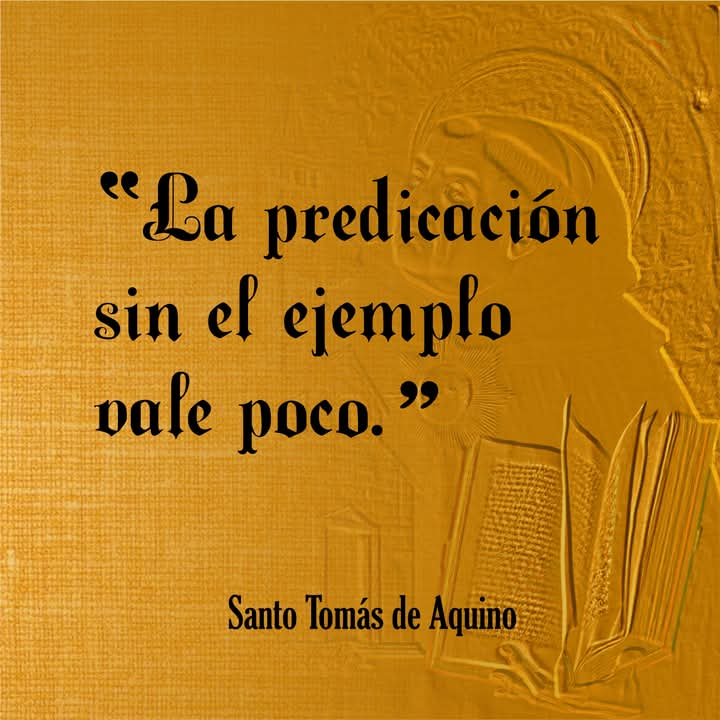 “La predicación
sin el ejemplo
vale poco.”
Santo Tomás de Aquino